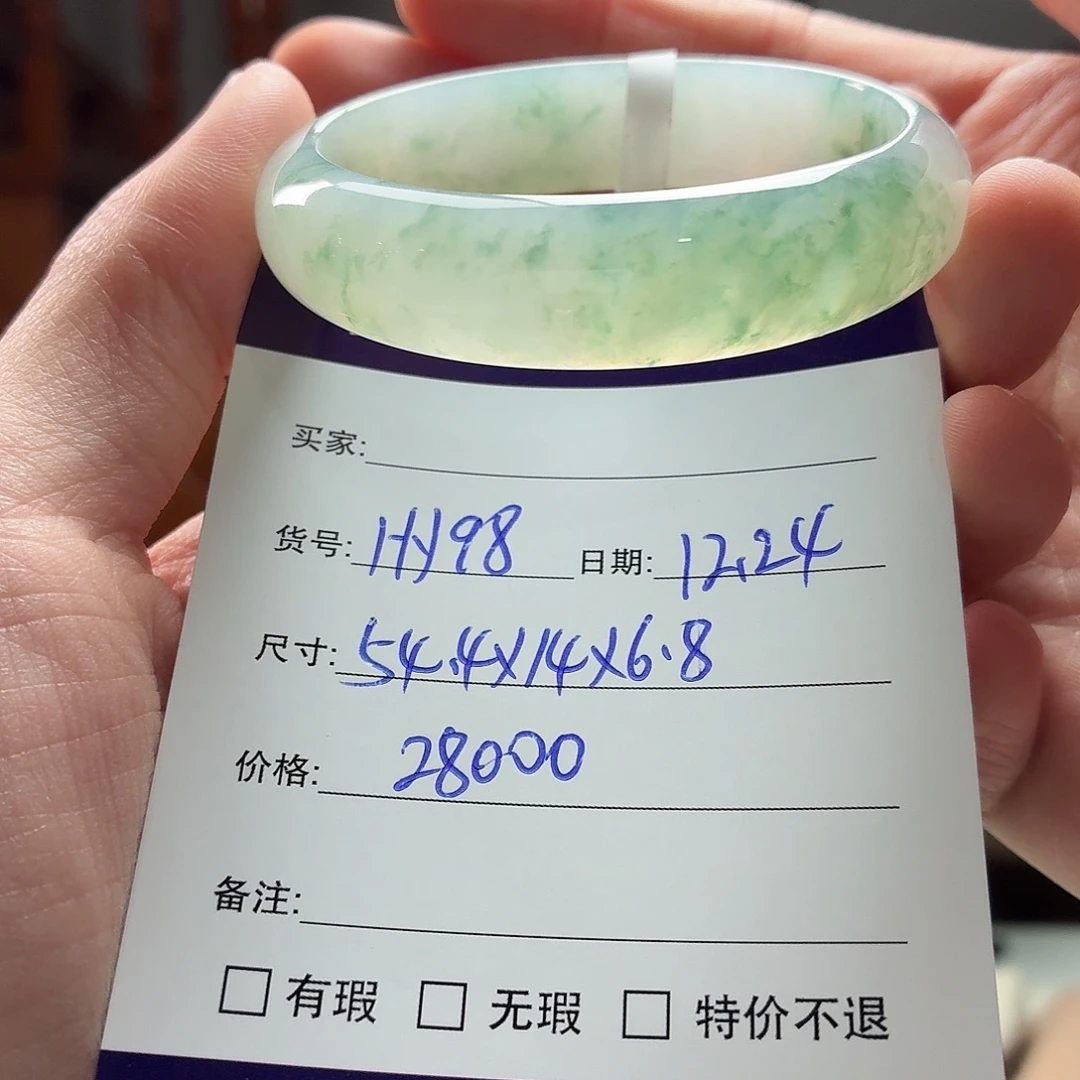 买家:
货号: HY98 日期: 12.24
尺寸: 54.4X14X6.8
价格: 28000
备注:
□ 有瑕 □ 无瑕 □ 特价不退